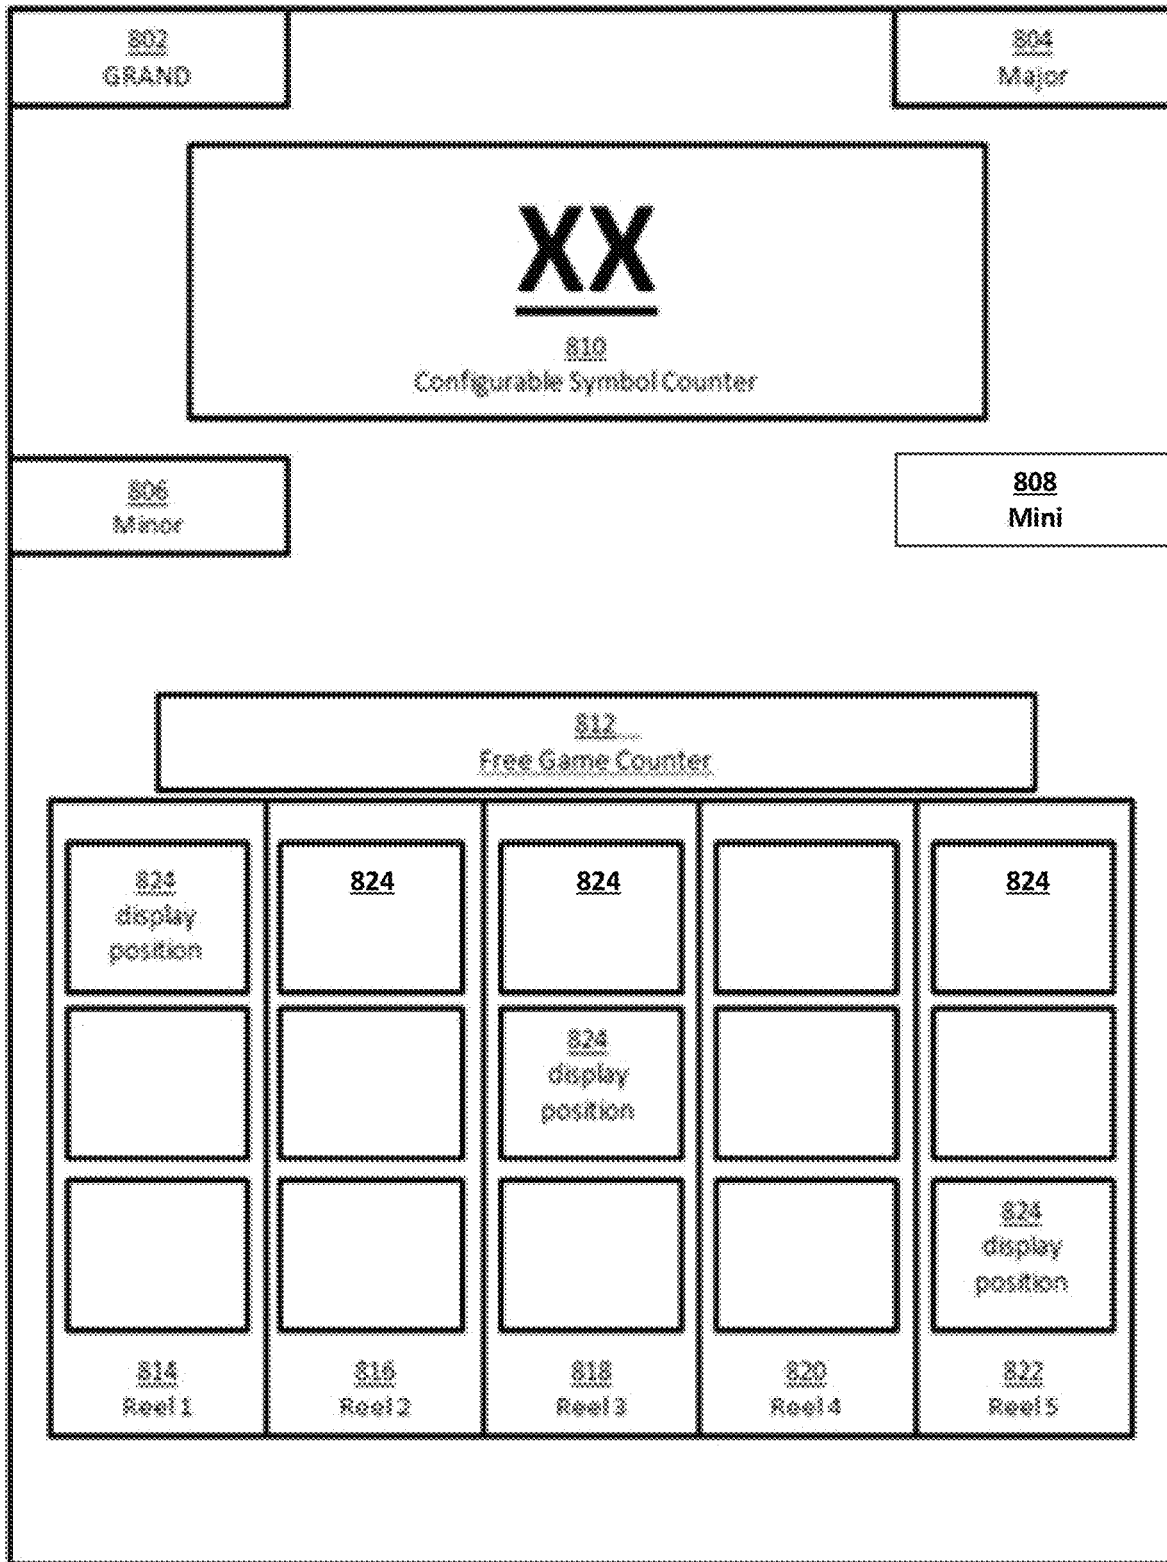 802
GRAND
804
Major
XX
810
Configurable Symbol Counter
806
Minor
808
Mini
812
Free Game Counter
824
display
position
824
824
824
824
display
position
824
display
position
814
Reel 1
816
Reel 2
818
Reel 3
820
Reel 4
822
Reel 5